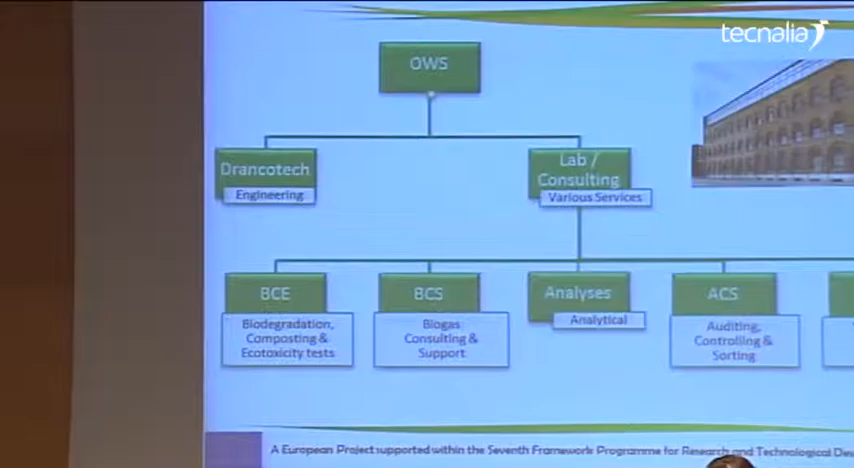 tecnalia
OWS
Drancotech
Engineering
Lab /
Consulting
Various Services
BCE
Biodegradation,
Composting &
Ecotoxicity tests
BCS
Biogas
Consulting &
Support
Analyses
Analytical
ACS
Auditing,
Controlling &
Sorting
A European Project supported within the Seventh Framework Programme for Research and Technological Dev